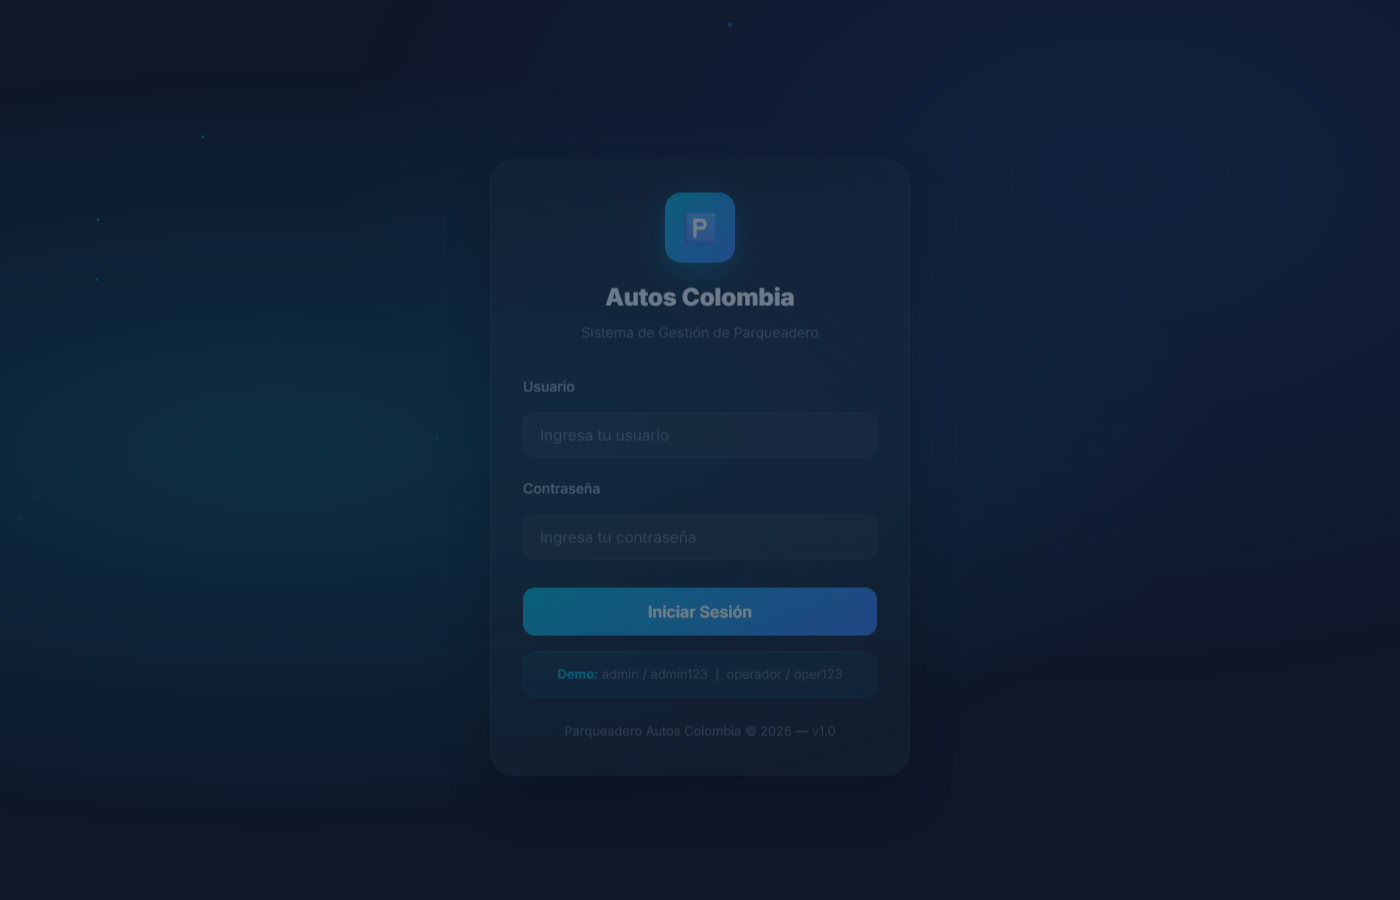 P
Autos Colombia
Sistema de Gestión de Parqueadero
Usuario
Ingresa tu usuario
Contraseña
Ingresa tu contraseña
Iniciar Sesión
Demo: admin / admin123 | operador / oper123
Parqueadero Autos Colombia © 2026 — v1.0